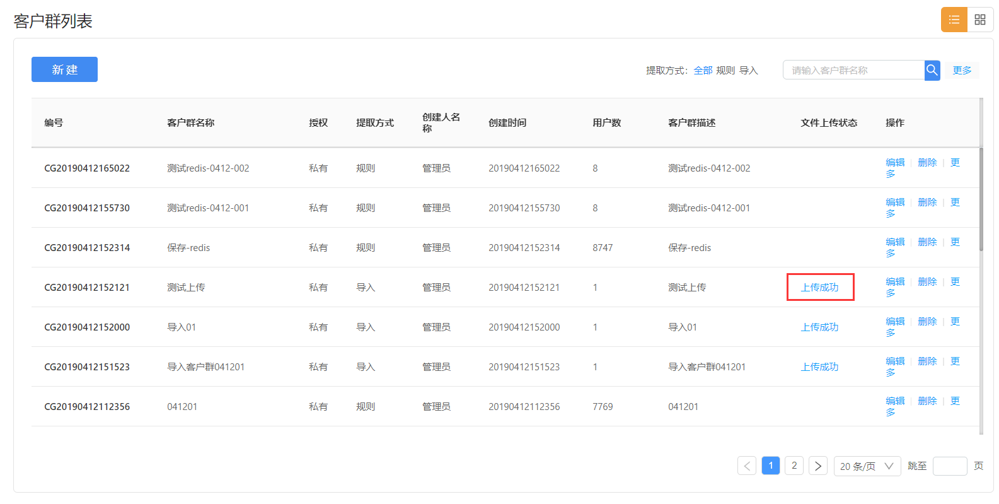 客户群列表
新 建
提取方式: 全部 规则 导入
请输入客户群名称
更多
编号 客户群名称 授权 提取方式 创建人名称 创建时间 用户数 客户群描述 文件上传状态 操作
CG20190412165022 测试redis-0412-002 私有 规则 管理员 20190412165022 8 测试redis-0412-002 编辑 | 删除 | 更多
CG20190412155730 测试redis-0412-001 私有 规则 管理员 20190412155730 8 测试redis-0412-001 编辑 | 删除 | 更多
CG20190412152314 保存-redis 私有 规则 管理员 20190412152314 8747 保存-redis 编辑 | 删除 | 更多
CG20190412152121 测试上传 私有 导入 管理员 20190412152121 1 测试上传 上传成功 编辑 | 删除 | 更多
CG20190412152000 导入01 私有 导入 管理员 20190412152000 1 导入01 上传成功 编辑 | 删除 | 更多
CG20190412151523 导入客户群041201 私有 导入 管理员 20190412151523 1 导入客户群041201 上传成功 编辑 | 删除 | 更多
CG20190412112356 041201 私有 规则 管理员 20190412112356 7769 041201 编辑 | 删除 | 更多
1 2 20 条/页 跳至 页